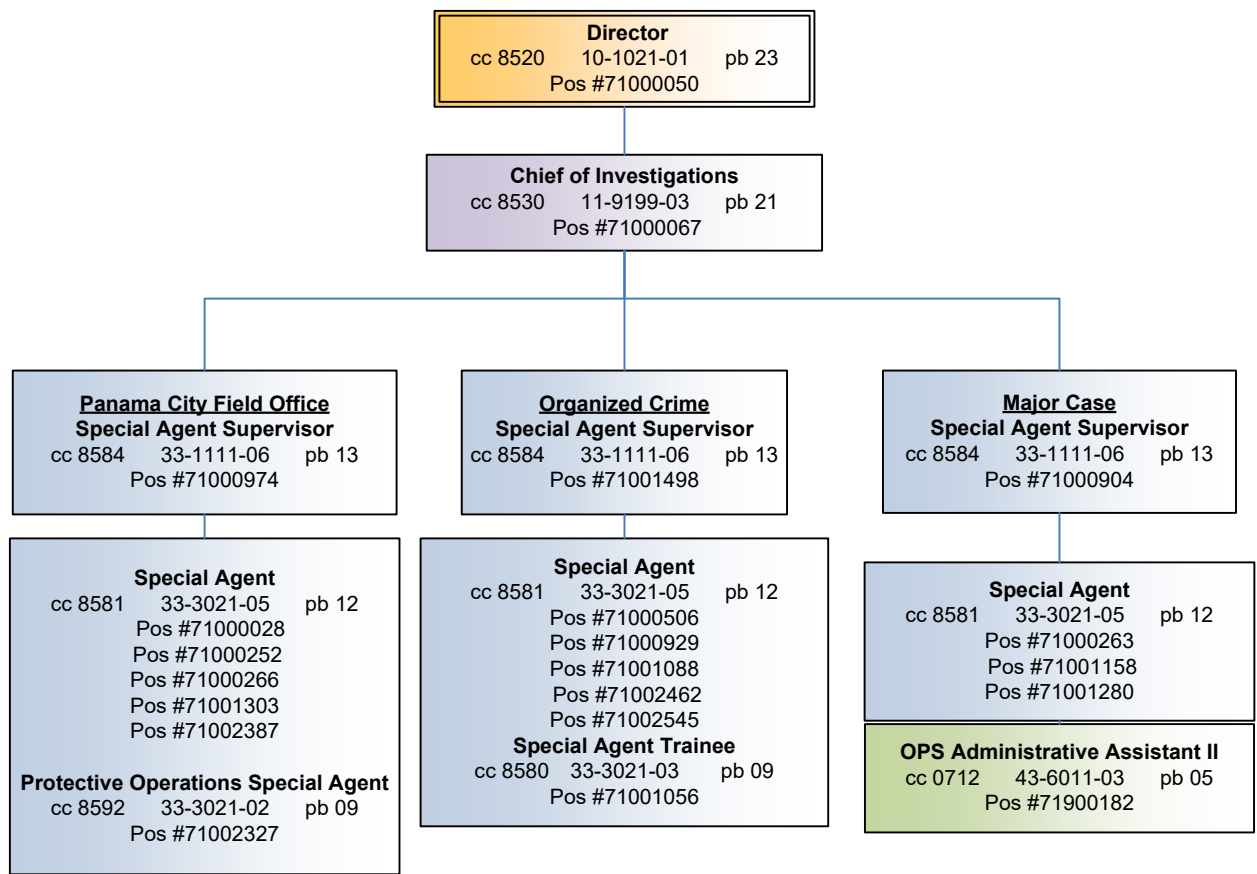 Director
cc 8520 10-1021-01 pb 23
Pos #71000050
Chief of Investigations
cc 8530 11-9199-03 pb 21
Pos #71000067
Panama City Field Office
Special Agent Supervisor
cc 8584 33-1111-06 pb 13
Pos #71000974
Organized Crime
Special Agent Supervisor
cc 8584 33-1111-06 pb 13
Pos #71001498
Major Case
Special Agent Supervisor
cc 8584 33-1111-06 pb 13
Pos #71000904
Special Agent
cc 8581 33-3021-05 pb 12
Pos #71000028
Pos #71000252
Pos #71000266
Pos #71001303
Pos #71002387
Protective Operations Special Agent
cc 8592 33-3021-02 pb 09
Pos #71002327
Special Agent
cc 8581 33-3021-05 pb 12
Pos #71000506
Pos #71000929
Pos #71001088
Pos #71002462
Pos #71002545
Special Agent Trainee
cc 8580 33-3021-03 pb 09
Pos #71001056
Special Agent
cc 8581 33-3021-05 pb 12
Pos #71000263
Pos #71001158
Pos #71001280
OPS Administrative Assistant II
cc 0712 43-6011-03 pb 05
Pos #71900182